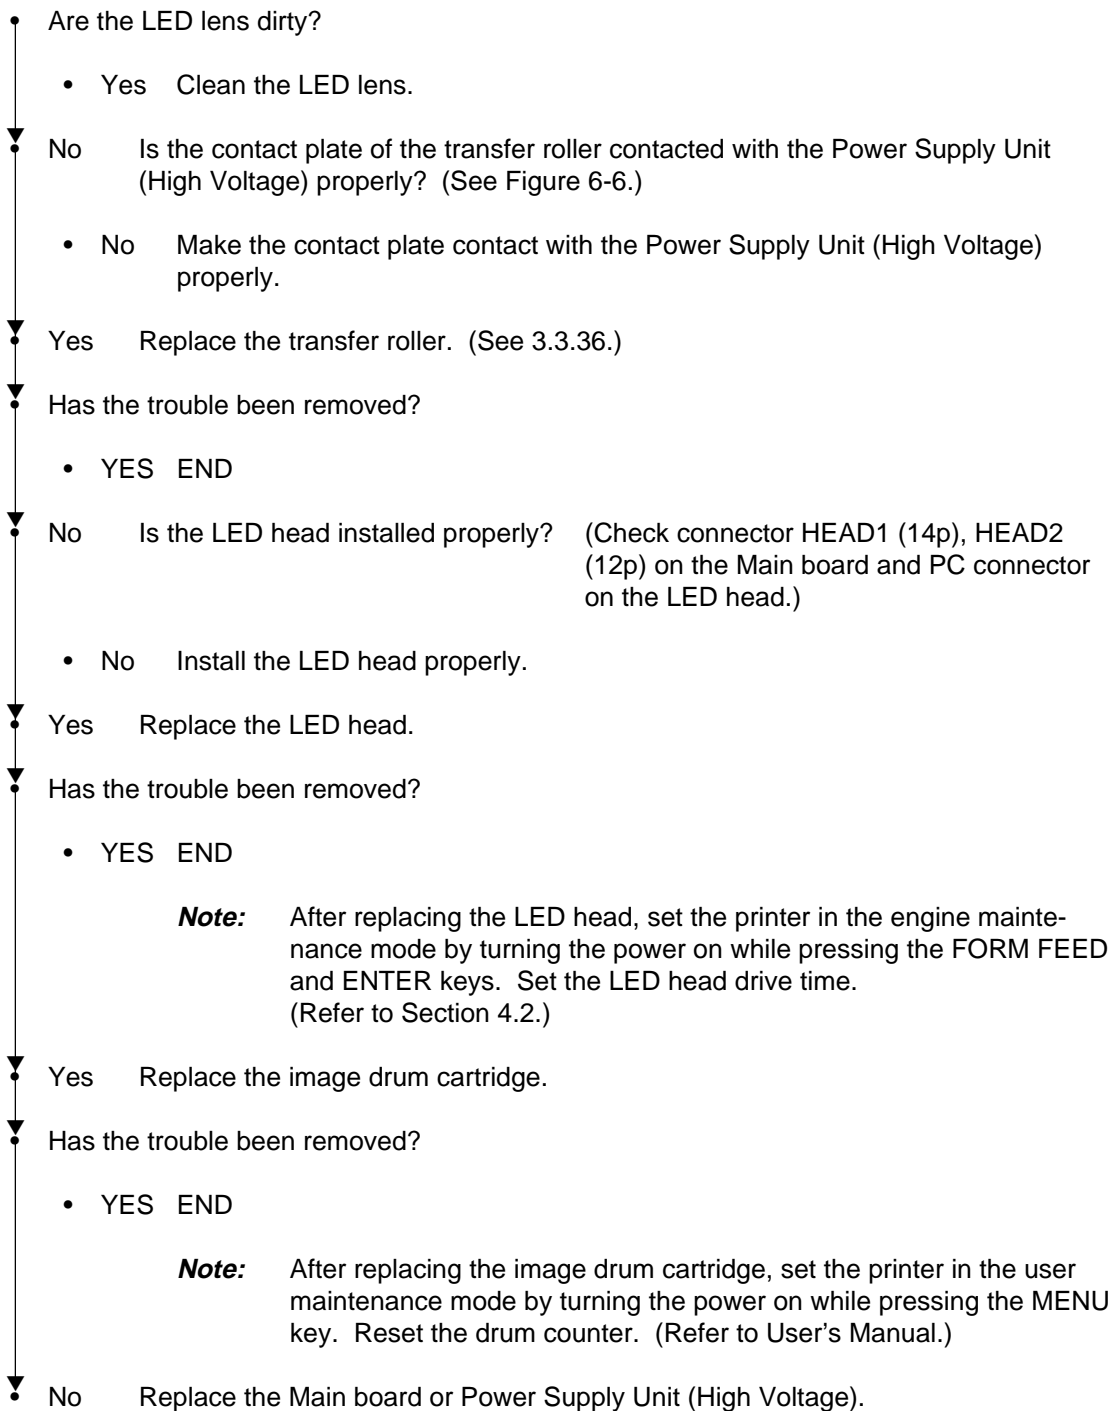 Are the LED lens dirty?
• Yes Clean the LED lens.
No Is the contact plate of the transfer roller contacted with the Power Supply Unit
(High Voltage) properly? (See Figure 6-6.)
• No Make the contact plate contact with the Power Supply Unit (High Voltage)
properly.
Yes Replace the transfer roller. (See 3.3.36.)
Has the trouble been removed?
• YES END
No Is the LED head installed properly? (Check connector HEAD1 (14p), HEAD2
(12p) on the Main board and PC connector
on the LED head.)
• No Install the LED head properly.
Yes Replace the LED head.
Has the trouble been removed?
• YES END
Note: After replacing the LED head, set the printer in the engine mainte-
nance mode by turning the power on while pressing the FORM FEED
and ENTER keys. Set the LED head drive time.
(Refer to Section 4.2.)
Yes Replace the image drum cartridge.
Has the trouble been removed?
• YES END
Note: After replacing the image drum cartridge, set the printer in the user
maintenance mode by turning the power on while pressing the MENU
key. Reset the drum counter. (Refer to User's Manual.)
No Replace the Main board or Power Supply Unit (High Voltage).